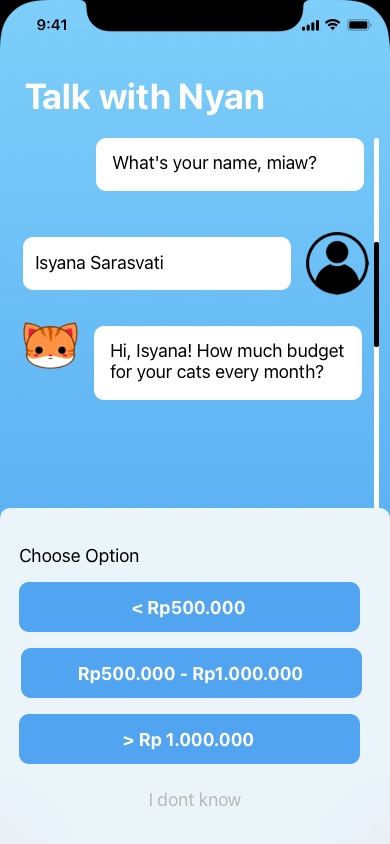 9:41
Talk with Nyan
What's your name, miaw?
Isyana Sarasvati
Hi, Isyana! How much budget
for your cats every month?
Choose Option
< Rp500.000
Rp500.000 - Rp1.000.000
> Rp 1.000.000
I dont know